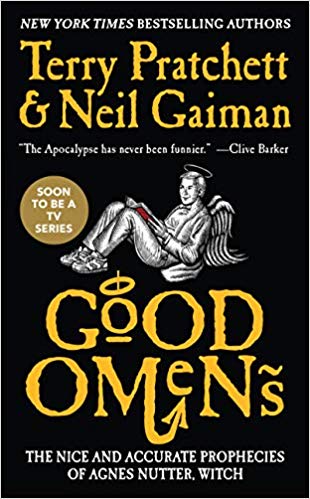 NEW YORK TIMES BESTSELLING AUTHORS
Terry Pratchett
& Neil Gaiman
"The Apocalypse has never been funnier." —Clive Barker
SOON
TO BE A
TV
SERIES
GOOD
OMENS
THE NICE AND ACCURATE PROPHECIES
OF AGNES NUTTER, WITCH